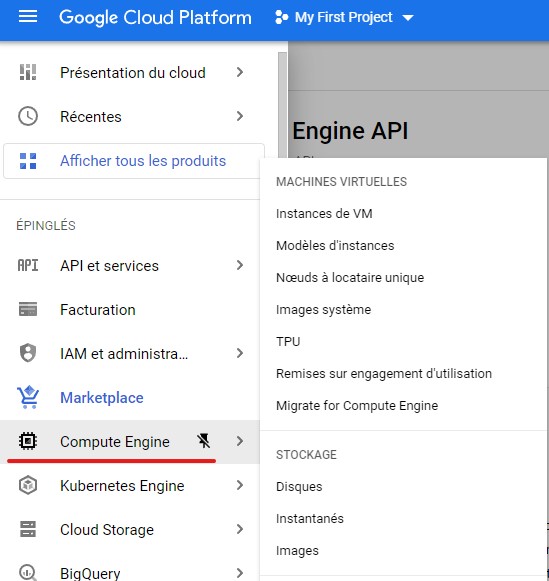 Google Cloud Platform
My First Project
Présentation du cloud
Récentes
Afficher tous les produits
ÉPINGLÉS
API et services
Facturation
IAM et administra...
Marketplace
Compute Engine
Kubernetes Engine
Cloud Storage
BigQuery
Engine API
MACHINES VIRTUELLES
Instances de VM
Modèles d'instances
Nœuds à locataire unique
Images système
TPU
Remises sur engagement d'utilisation
Migrate for Compute Engine
STOCKAGE
Disques
Instantanés
Images